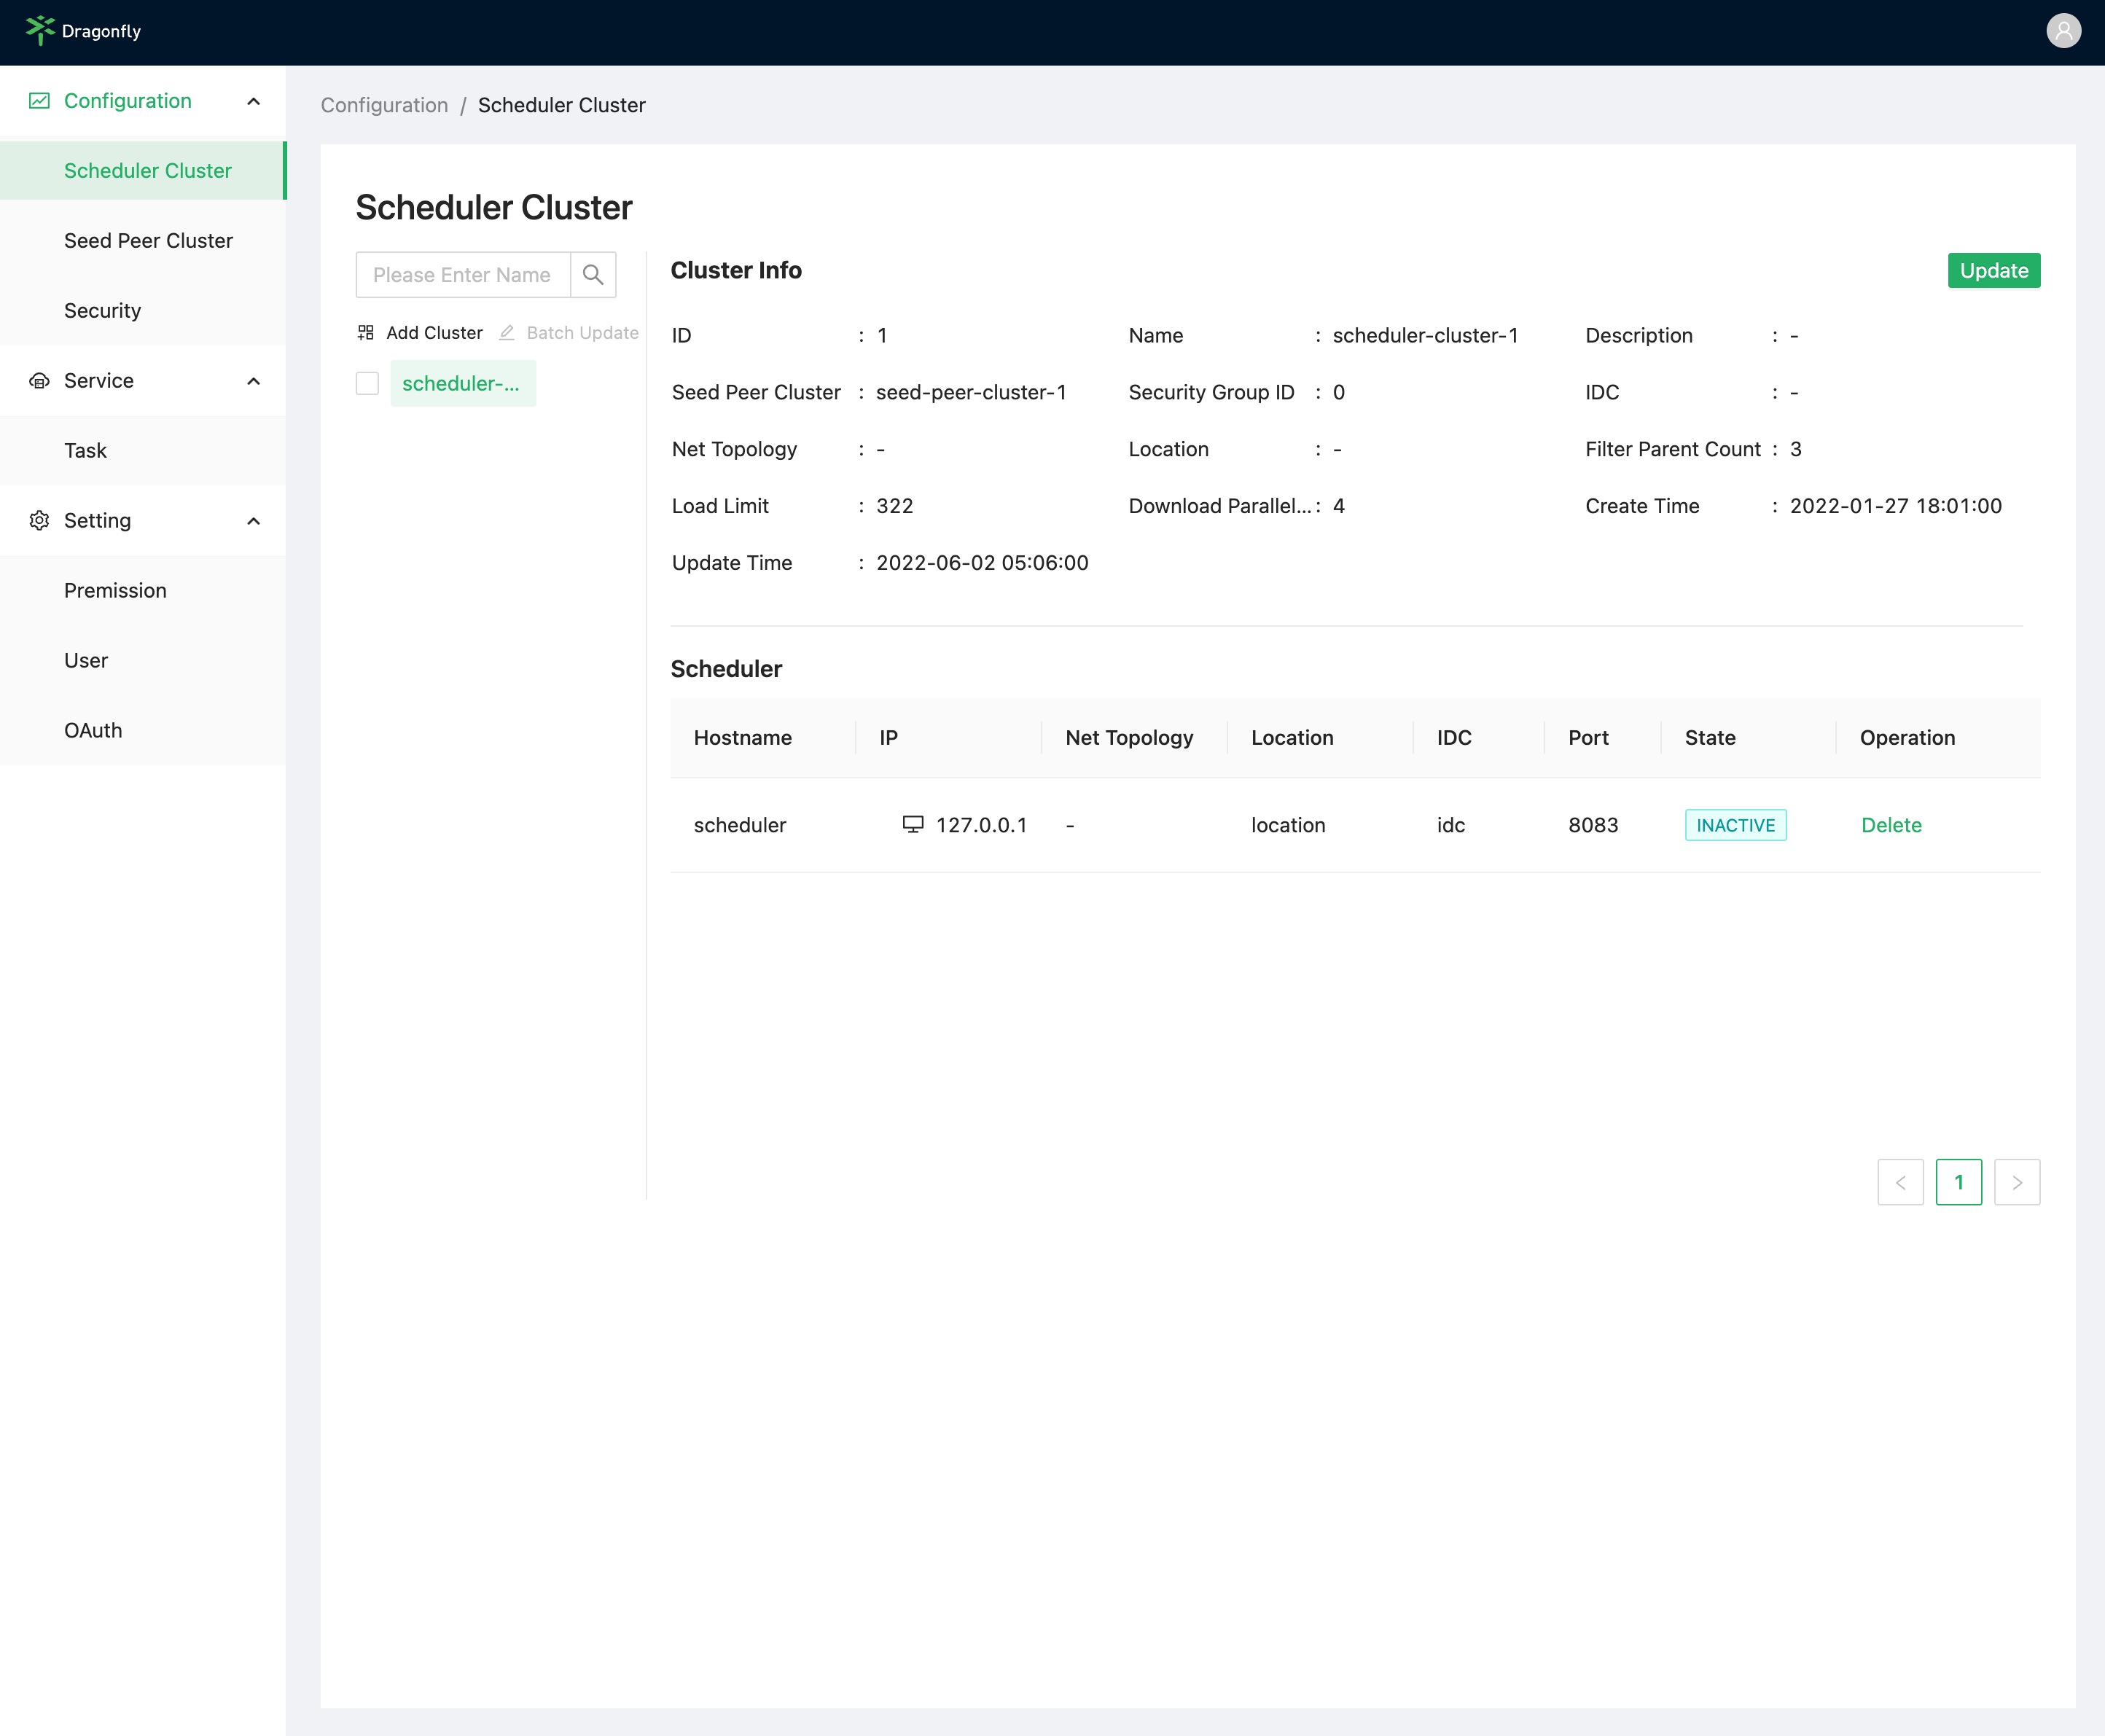 Dragonfly
Configuration
Scheduler Cluster
Seed Peer Cluster
Security
Service
Task
Setting
Premission
User
OAuth
Configuration / Scheduler Cluster
Scheduler Cluster
Please Enter Name
Add Cluster Batch Update
scheduler-...
Cluster Info Update
ID : 1 Name : scheduler-cluster-1 Description : -
Seed Peer Cluster : seed-peer-cluster-1 Security Group ID : 0 IDC : -
Net Topology : - Location : - Filter Parent Count : 3
Load Limit : 322 Download Parallel... : 4 Create Time : 2022-01-27 18:01:00
Update Time : 2022-06-02 05:06:00
Scheduler
Hostname IP Net Topology Location IDC Port State Operation
scheduler 127.0.0.1 - location idc 8083 INACTIVE Delete
< 1 >